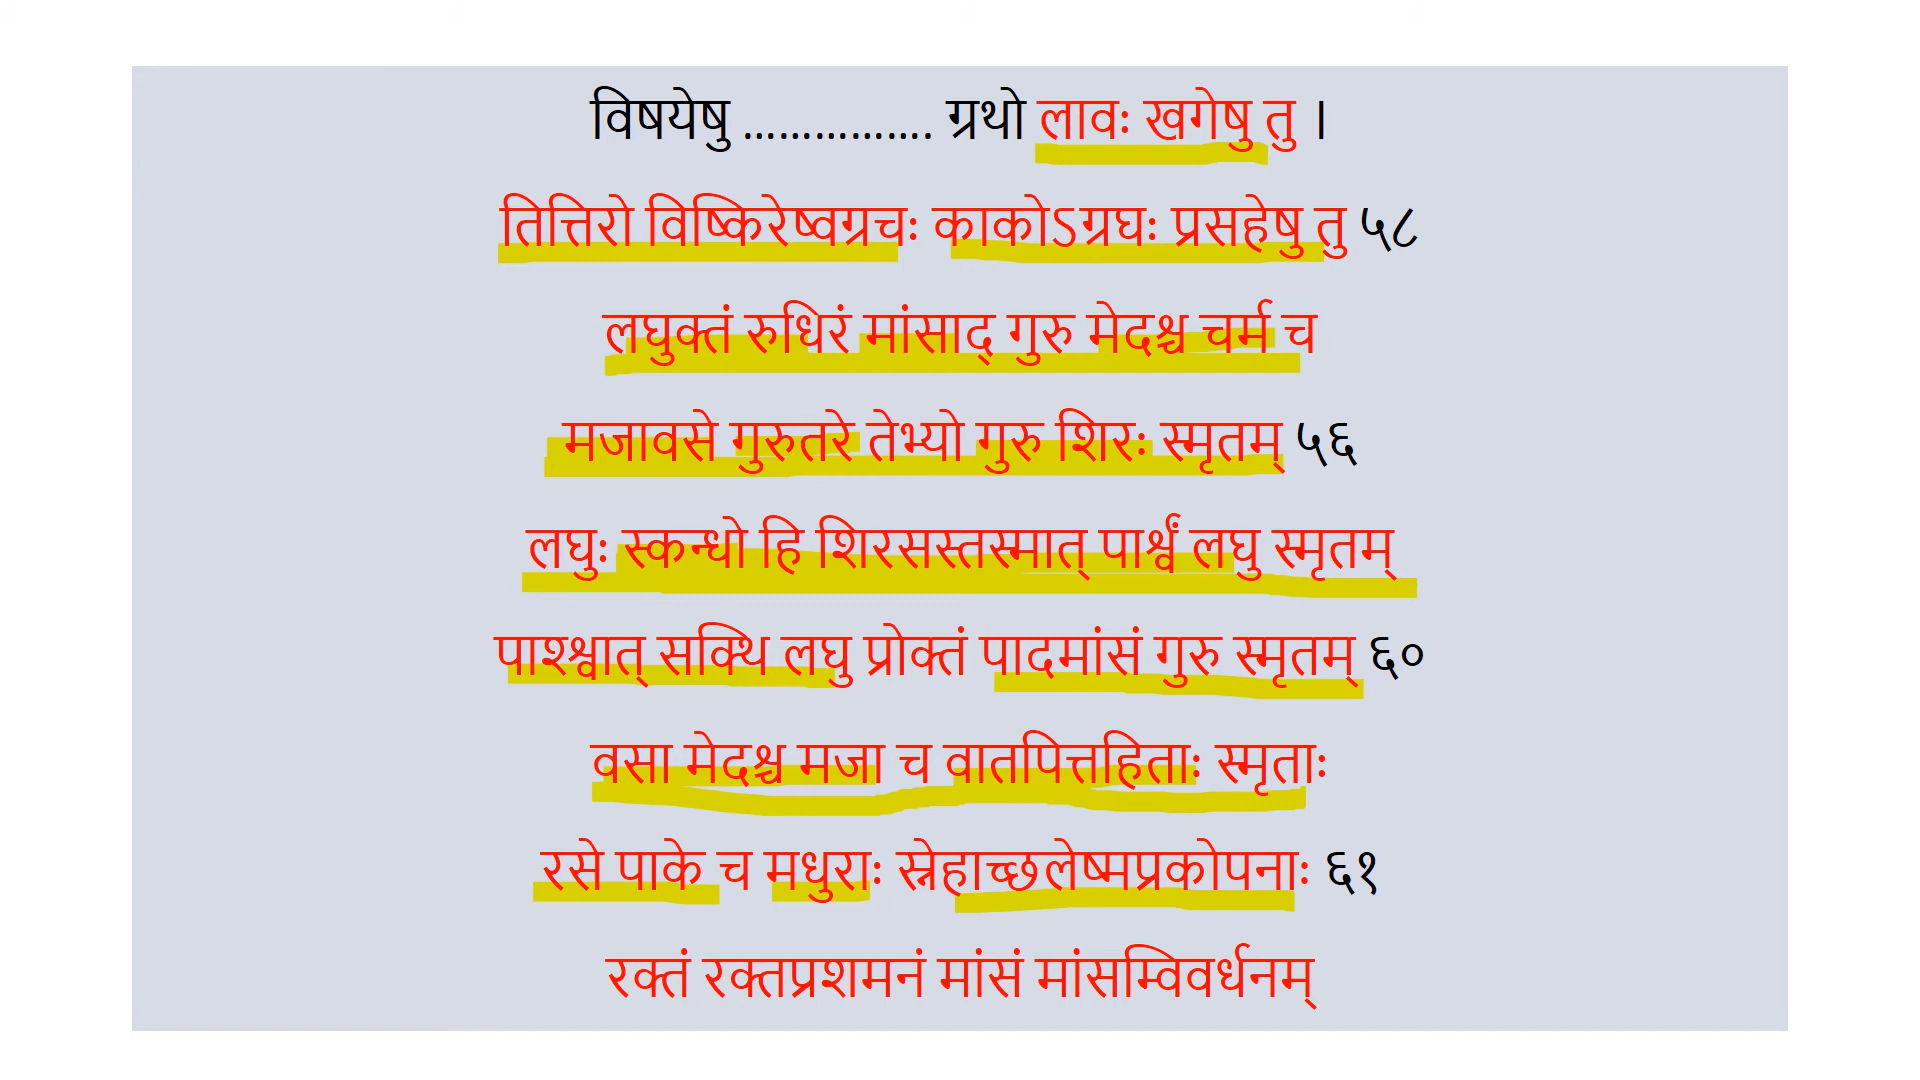 विषयेषु ................ ग्रथो लावः खगेषु तु ।
तित्तिरो विष्किरेष्वग्रचः काकोऽग्रघः प्रसहेषु तु ५८
लघुक्तं रुधिरं मांसाद् गुरु मेदश्च चर्म च
मजावसे गुरुतरे तेभ्यो गुरु शिरः स्मृतम् ५६
लघुः स्कन्धो हि शिरसस्तस्मात् पार्श्वं लघु स्मृतम्
पाश्श्वात् सक्थि लघु प्रोक्तं पादमांसं गुरु स्मृतम् ६०
वसा मेदश्च मजा च वातपित्तहिताः स्मृताः
रसे पाके च मधुराः स्नेहाच्छलेष्मप्रकोपनाः ६१
रक्तं रक्तप्रशमनं मांसं मांसम्विवर्धनम्